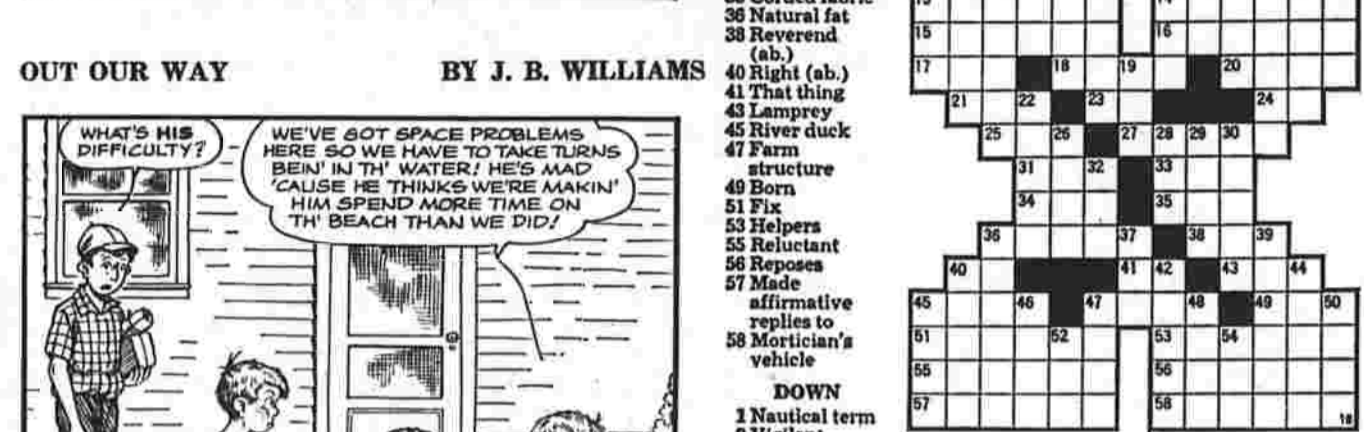 OUT OUR WAY
BY J. B. WILLIAMS
WHAT'S HIS
DIFFICULTY?
WE'VE GOT SPACE PROBLEMS
HERE SO WE HAVE TO TAKE TURNS
BEIN' IN TH' WATER! HE'S MAD
'CAUSE HE THINKS WE'RE MAKIN'
HIM SPEND MORE TIME ON
TH' BEACH THAN WE DID!
36 Natural fat
38 Reverend
(ab.)
40 Right (ab.)
41 That thing
43 Lamprey
45 River duck
47 Farm
structure
49 Born
51 Fix
53 Helpers
55 Reluctant
56 Reposes
57 Made
affirmative
replies to
58 Mortician's
vehicle
DOWN
1 Nautical term
15 16
17 18 19 20
21 22 23 24
25 26 27 28 29 30
31 32 33
34 35
36 37 38 39
40 41 42 43 44
45 46 47 48 49 50
51 52 53 54
55 56
57 58